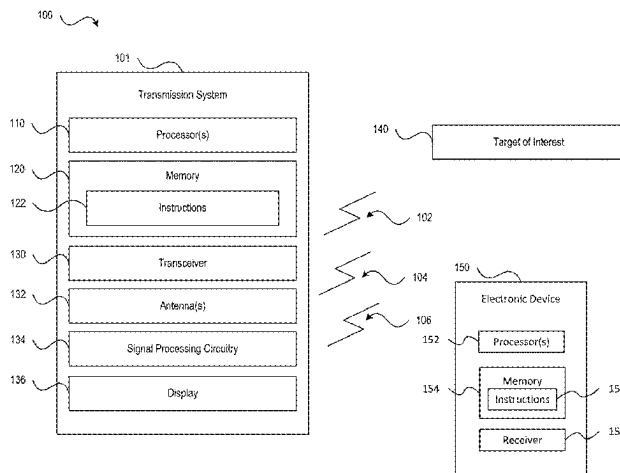 100
101
Transmission System
110
Processor(s)
140
Target of Interest
120
Memory
122
Instructions
102
130
Transceiver
104
150
132
Antenna(s)
Electronic Device
106
152
Processor(s)
134
Signal Processing Circuitry
154
Memory
Instructions
136
Display
Receiver